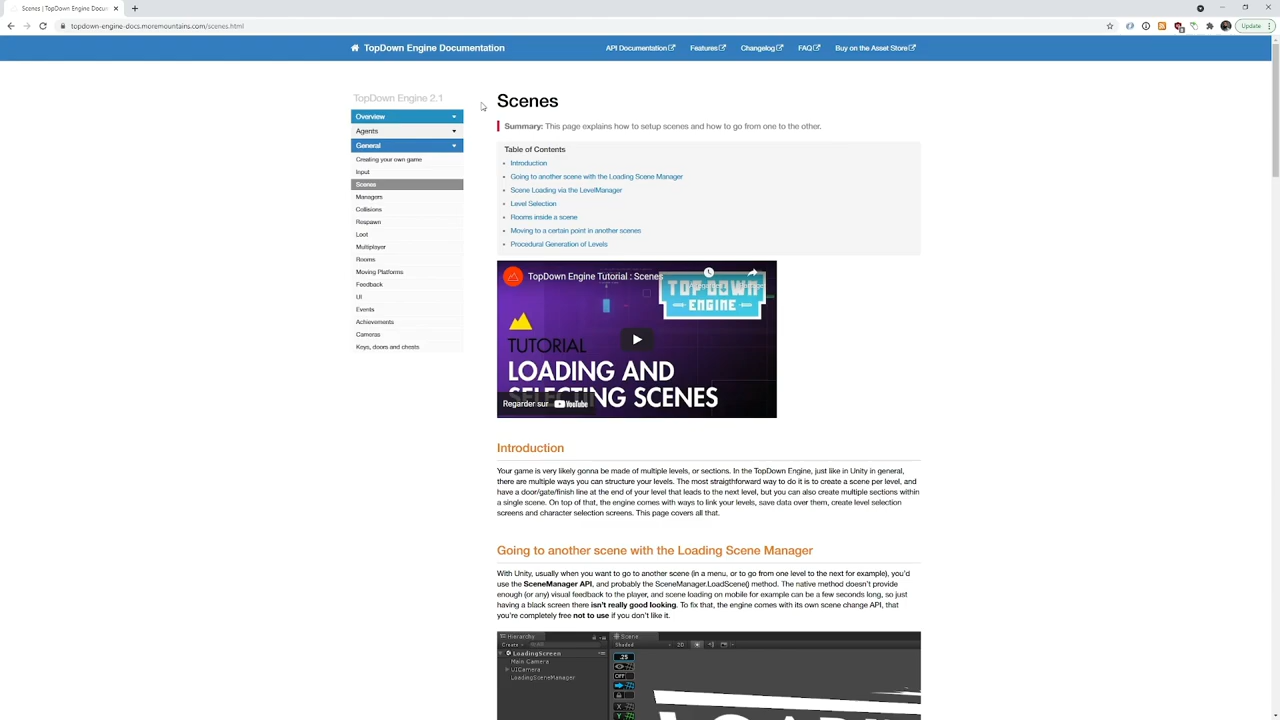 Scenes | TopDown Engine Docum
topdown-engine-docs.moremountains.com/scenes.html
Update
TopDown Engine Documentation
API Documentation
Features
Changelog
FAQ
Buy on the Asset Store
TopDown Engine 2.1
Overview
Agents
General
Creating your own game
Input
Scenes
Managers
Collisions
Respawn
Loot
Multiplayer
Rooms
Moving Platforms
Feedback
UI
Events
Achievements
Cameras
Keys, doors and chests
Scenes
Summary: This page explains how to setup scenes and how to go from one to the other.
Table of Contents
Introduction
Going to another scene with the Loading Scene Manager
Scene Loading via the LevelManager
Level Selection
Rooms inside a scene
Moving to a certain point in another scenes
Procedural Generation of Levels
TopDown Engine Tutorial : Scenes
TOPDOWN
ENGINE
TUTORIAL
LOADING AND
SELECTING SCENES
Regarder sur YouTube
Introduction
Your game is very likely gonna be made of multiple levels, or sections. In the TopDown Engine, just like in Unity in general,
there are multiple ways you can structure your levels. The most straigthforward way to do it is to create a scene per level, and
have a door/gate/finish line at the end of your level that leads to the next level, but you can also create multiple sections within
a single scene. On top of that, the engine comes with ways to link your levels, save data over them, create level selection
screens and character selection screens. This page covers all that.
Going to another scene with the Loading Scene Manager
With Unity, usually when you want to go to another scene (in a menu, or to go from one level to the next for example), you'd
use the SceneManager API, and probably the SceneManager.LoadScene() method. The native method doesn't provide
enough (or any) visual feedback to the player, and scene loading on mobile for example can be a few seconds long, so just
having a black screen there isn't really good looking. To fix that, the engine comes with its own scene change API, that
you're completely free not to use if you don't like it.
Hierarchy
Scene
Create
Shaded
2D
LoadingScreen
Main Camera
UICamera
LoadingSceneManager
.25
OFF
X
Y